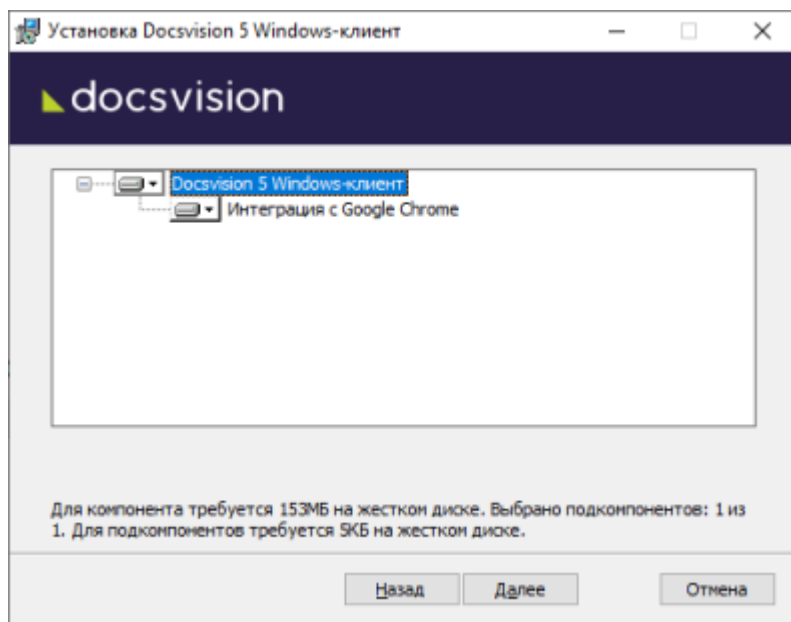 Установка Docsvision 5 Windows-клиент
docsvision
Docsvision 5 Windows-клиент
Интеграция с Google Chrome
Для компонента требуется 153МБ на жестком диске. Выбрано подкомпонентов: 1 из
1. Для подкомпонентов требуется 5КБ на жестком диске.
Назад
Далее
Отмена